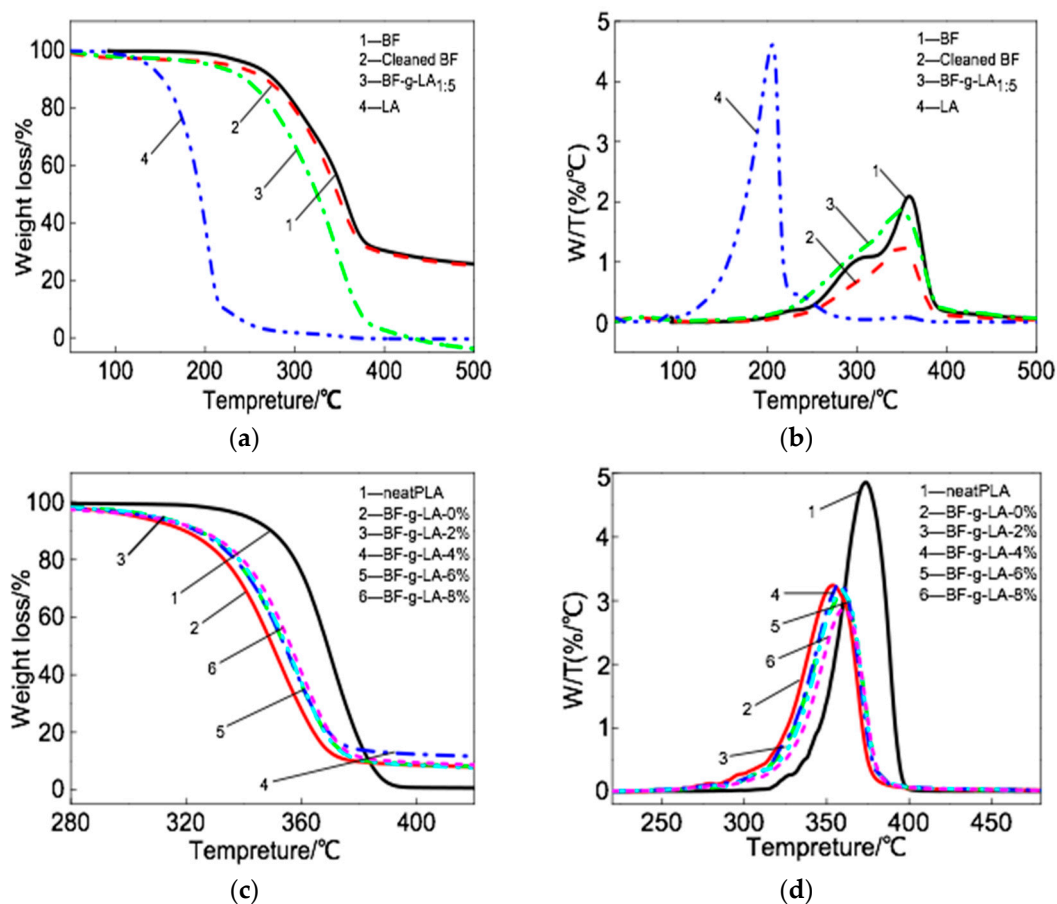 1—BF
2—Cleaned BF
3—BF-g-LA1:5
4—LA
Weight loss/%
100
80
60
40
20
0
4
2
3
1
100 200 300 400 500
Tempreture/℃
(a)
1—BF
2—Cleaned BF
3—BF-g-LA1:5
4—LA
W/T(%/℃)
5
4
3
2
1
0
4
3
2
1
100 200 300 400 500
Tempreture/℃
(b)
1—neatPLA
2—BF-g-LA-0%
3—BF-g-LA-2%
4—BF-g-LA-4%
5—BF-g-LA-6%
6—BF-g-LA-8%
Weight loss/%
100
80
60
40
20
0
3
1
2
6
5
4
280 320 360 400
Tempreture/℃
(c)
1—neatPLA
2—BF-g-LA-0%
3—BF-g-LA-2%
4—BF-g-LA-4%
5—BF-g-LA-6%
6—BF-g-LA-8%
W/T(%/℃)
5
4
3
2
1
0
1
4
5
6
2
3
250 300 350 400 450
Tempreture/℃
(d)